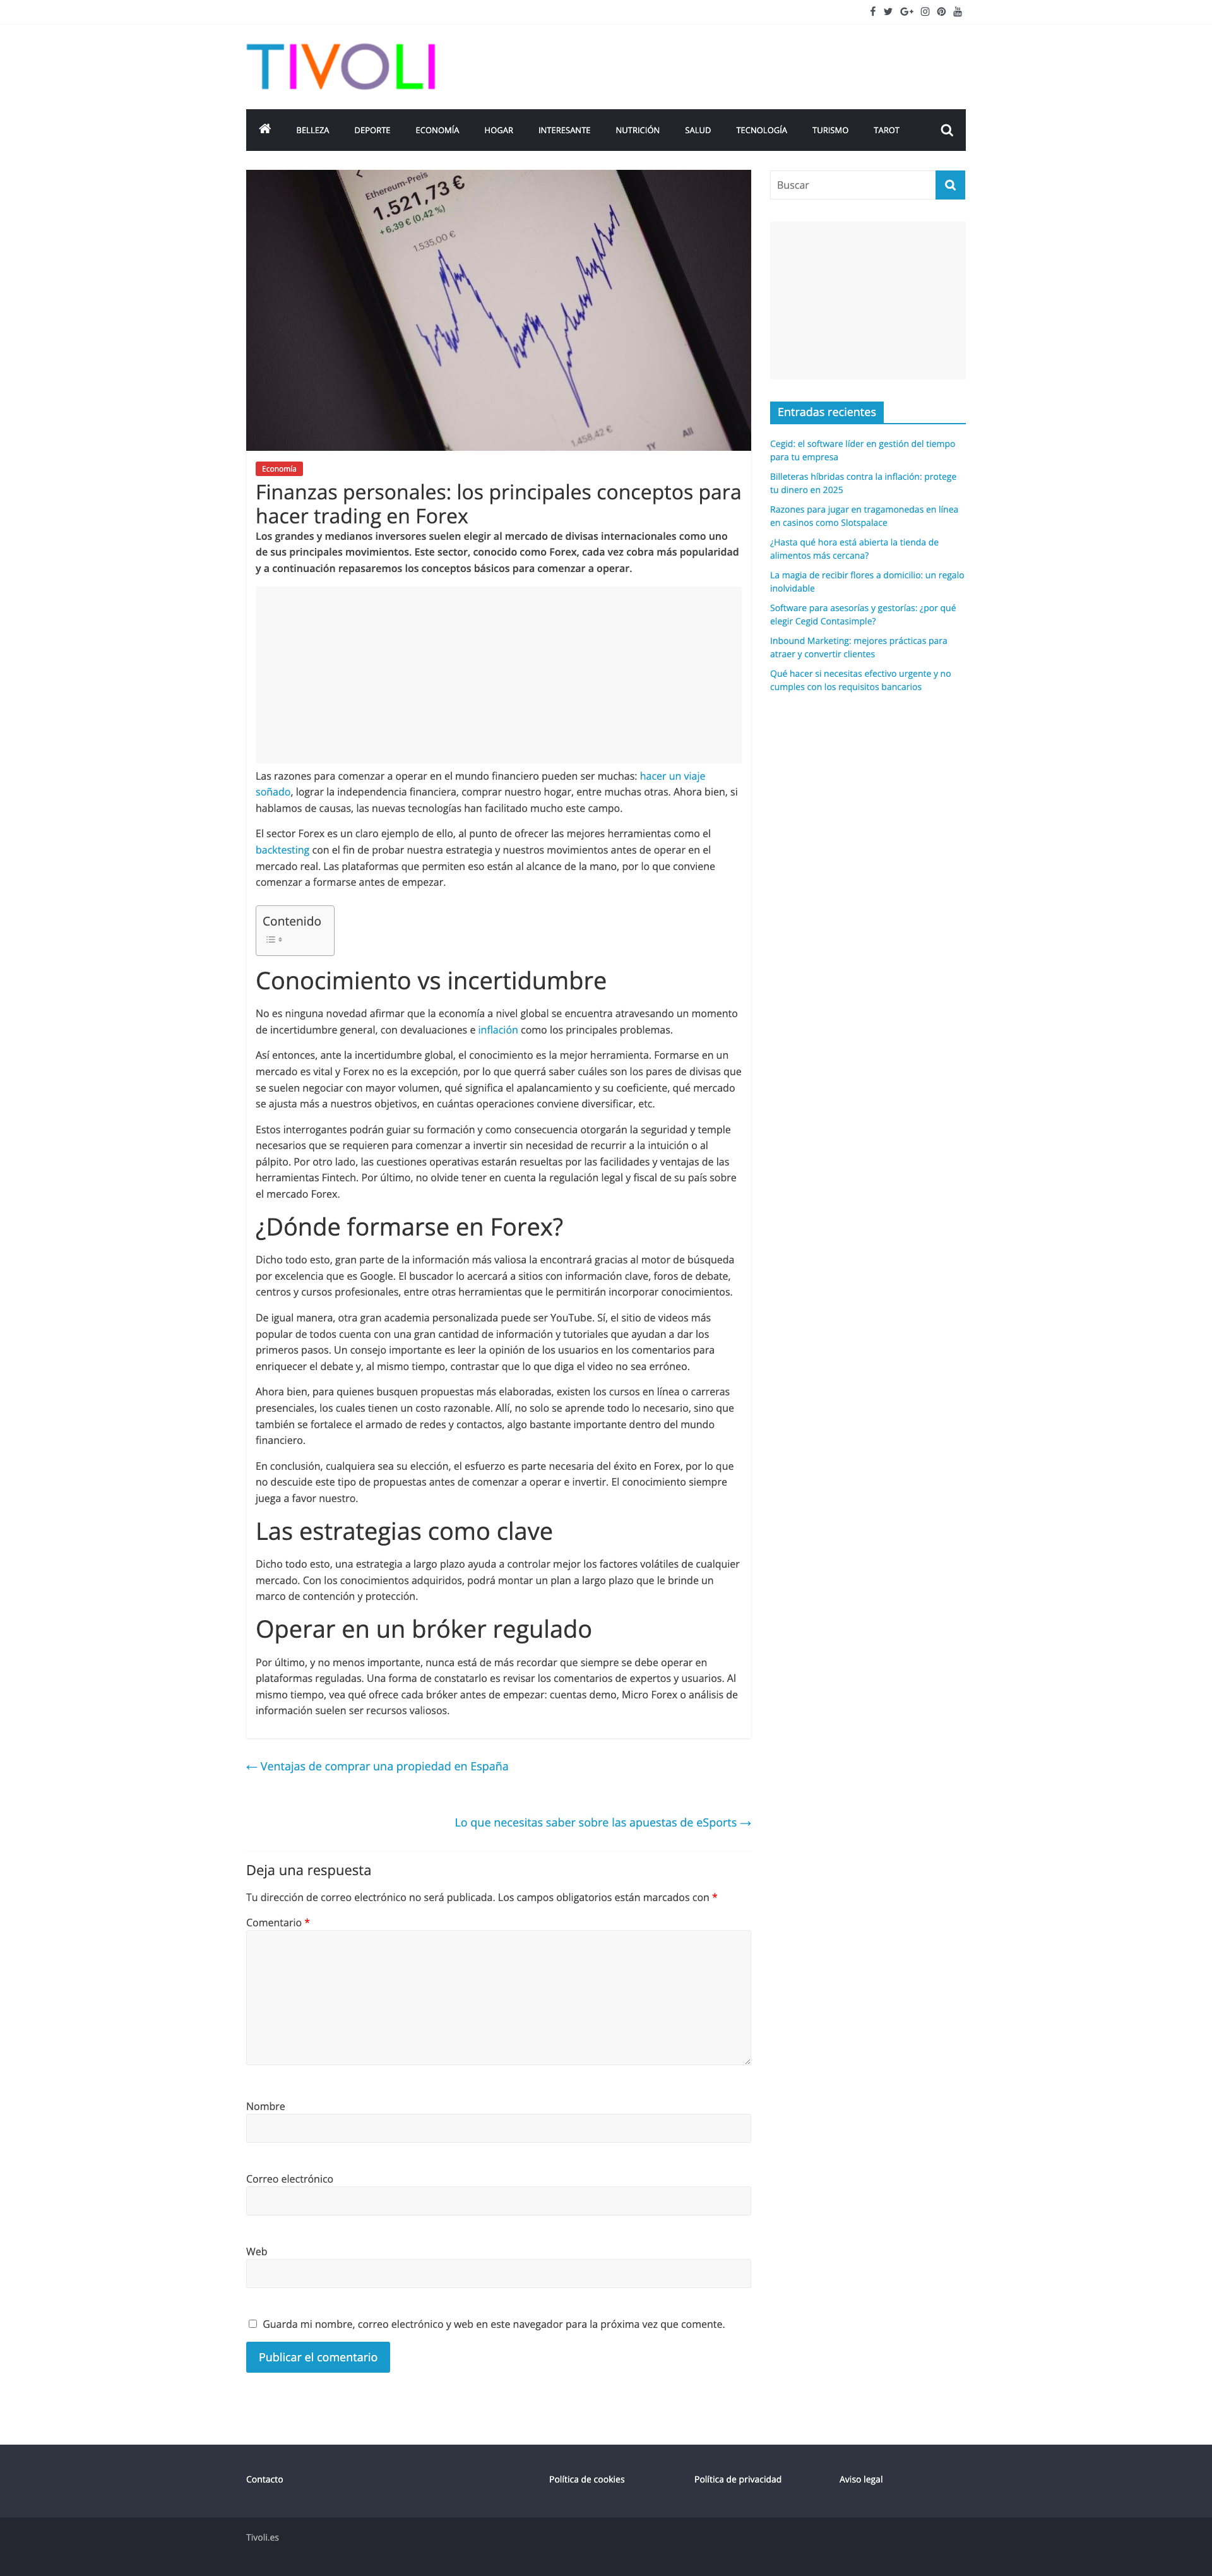 TIVOLI
BELLEZA DEPORTE ECONOMÍA HOGAR INTERESANTE NUTRICIÓN SALUD TECNOLOGÍA TURISMO TAROT
Ethereum-Preis
1.521,73 €
+ 6,39 € (0,42 %)
1.535,00 €
1.458,42 €
1Y All
Economía
Finanzas personales: los principales conceptos para
hacer trading en Forex
Los grandes y medianos inversores suelen elegir al mercado de divisas internacionales como uno
de sus principales movimientos. Este sector, conocido como Forex, cada vez cobra más popularidad
y a continuación repasaremos los conceptos básicos para comenzar a operar.
Las razones para comenzar a operar en el mundo financiero pueden ser muchas: hacer un viaje
soñado, lograr la independencia financiera, comprar nuestro hogar, entre muchas otras. Ahora bien, si
hablamos de causas, las nuevas tecnologías han facilitado mucho este campo.
El sector Forex es un claro ejemplo de ello, al punto de ofrecer las mejores herramientas como el
backtesting con el fin de probar nuestra estrategia y nuestros movimientos antes de operar en el
mercado real. Las plataformas que permiten eso están al alcance de la mano, por lo que conviene
comenzar a formarse antes de empezar.
Contenido
Conocimiento vs incertidumbre
No es ninguna novedad afirmar que la economía a nivel global se encuentra atravesando un momento
de incertidumbre general, con devaluaciones e inflación como los principales problemas.
Así entonces, ante la incertidumbre global, el conocimiento es la mejor herramienta. Formarse en un
mercado es vital y Forex no es la excepción, por lo que querrá saber cuáles son los pares de divisas que
se suelen negociar con mayor volumen, qué significa el apalancamiento y su coeficiente, qué mercado
se ajusta más a nuestros objetivos, en cuántas operaciones conviene diversificar, etc.
Estos interrogantes podrán guiar su formación y como consecuencia otorgarán la seguridad y temple
necesarios que se requieren para comenzar a invertir sin necesidad de recurrir a la intuición o al
pálpito. Por otro lado, las cuestiones operativas estarán resueltas por las facilidades y ventajas de las
herramientas Fintech. Por último, no olvide tener en cuenta la regulación legal y fiscal de su país sobre
el mercado Forex.
¿Dónde formarse en Forex?
Dicho todo esto, gran parte de la información más valiosa la encontrará gracias al motor de búsqueda
por excelencia que es Google. El buscador lo acercará a sitios con información clave, foros de debate,
centros y cursos profesionales, entre otras herramientas que le permitirán incorporar conocimientos.
De igual manera, otra gran academia personalizada puede ser YouTube. Sí, el sitio de videos más
popular de todos cuenta con una gran cantidad de información y tutoriales que ayudan a dar los
primeros pasos. Un consejo importante es leer la opinión de los usuarios en los comentarios para
enriquecer el debate y, al mismo tiempo, contrastar que lo que diga el video no sea erróneo.
Ahora bien, para quienes busquen propuestas más elaboradas, existen los cursos en línea o carreras
presenciales, los cuales tienen un costo razonable. Allí, no solo se aprende todo lo necesario, sino que
también se fortalece el armado de redes y contactos, algo bastante importante dentro del mundo
financiero.
En conclusión, cualquiera sea su elección, el esfuerzo es parte necesaria del éxito en Forex, por lo que
no descuide este tipo de propuestas antes de comenzar a operar e invertir. El conocimiento siempre
juega a favor nuestro.
Las estrategias como clave
Dicho todo esto, una estrategia a largo plazo ayuda a controlar mejor los factores volátiles de cualquier
mercado. Con los conocimientos adquiridos, podrá montar un plan a largo plazo que le brinde un
marco de contención y protección.
Operar en un bróker regulado
Por último, y no menos importante, nunca está de más recordar que siempre se debe operar en
plataformas reguladas. Una forma de constatarlo es revisar los comentarios de expertos y usuarios. Al
mismo tiempo, vea qué ofrece cada bróker antes de empezar: cuentas demo, Micro Forex o análisis de
información suelen ser recursos valiosos.
← Ventajas de comprar una propiedad en España
Lo que necesitas saber sobre las apuestas de eSports →
Deja una respuesta
Tu dirección de correo electrónico no será publicada. Los campos obligatorios están marcados con *
Comentario *
Nombre
Correo electrónico
Web
Guarda mi nombre, correo electrónico y web en este navegador para la próxima vez que comente.
Publicar el comentario
Buscar
Entradas recientes
Cegid: el software líder en gestión del tiempo
para tu empresa
Billeteras híbridas contra la inflación: protege
tu dinero en 2025
Razones para jugar en tragamonedas en línea
en casinos como Slotspalace
¿Hasta qué hora está abierta la tienda de
alimentos más cercana?
La magia de recibir flores a domicilio: un regalo
inolvidable
Software para asesorías y gestorías: ¿por qué
elegir Cegid Contasimple?
Inbound Marketing: mejores prácticas para
atraer y convertir clientes
Qué hacer si necesitas efectivo urgente y no
cumples con los requisitos bancarios
Contacto Política de cookies Política de privacidad Aviso legal
Tivoli.es